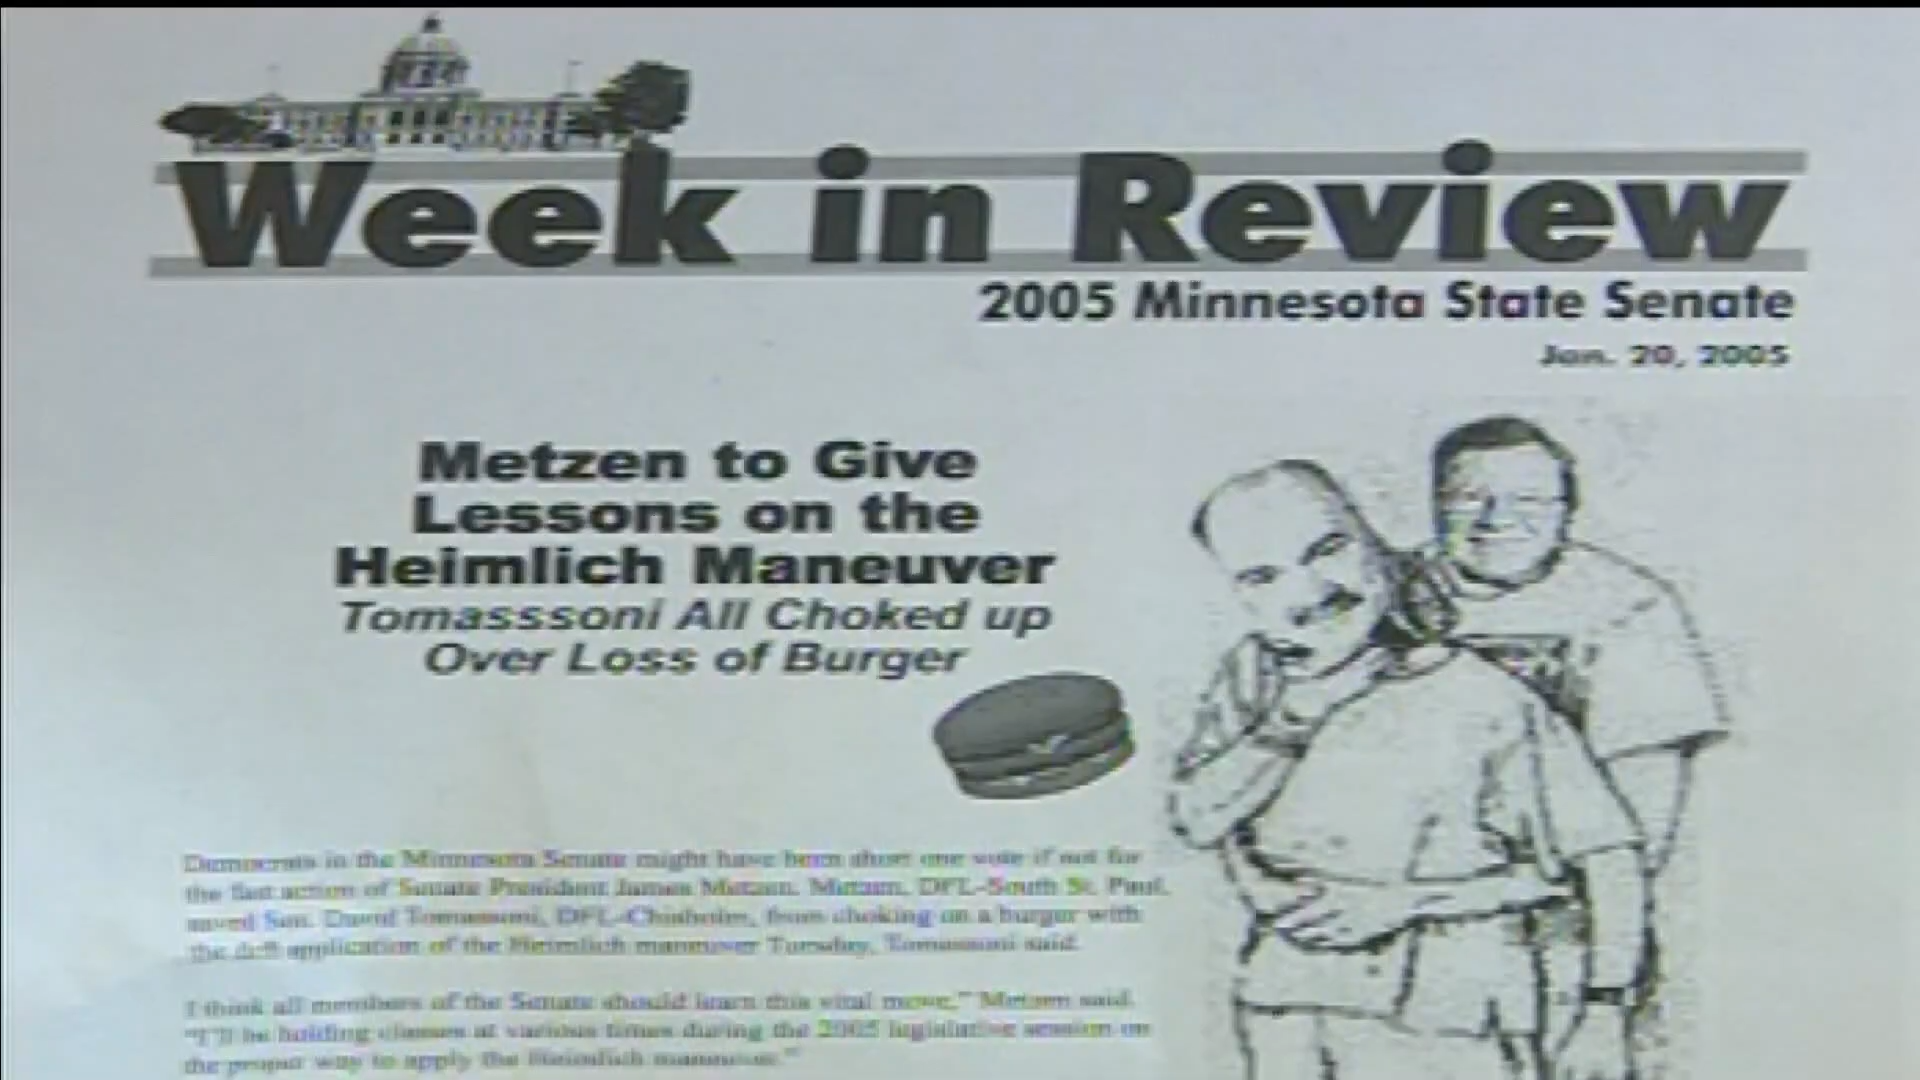 Week in Review
2005 Minnesota State Senate
Jan. 20, 2005
Metzen to Give
Lessons on the
Heimlich Maneuver
Tomasssoni All Choked up
Over Loss of Burger
Democrats in the Minnesota Senate might have been short one vote if not for
the fast action of Senate President James Metzen. Metzen, DFL-South St. Paul,
saved Sen. David Tomassoni, DFL-Chisholm, from choking on a burger with
the deft application of the Heimlich maneuver Tuesday, Tomassoni said.
I think all members of the Senate should learn this vital move," Metzen said.
"I'll be holding classes at various times during the 2005 legislative session on
the proper way to apply the Heimlich maneuver."